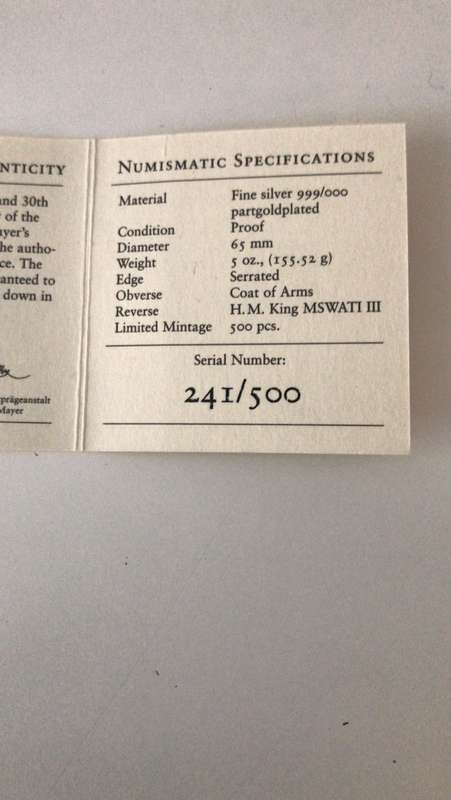 NTICITY
nd 30th
of the
yer's
he autho-
ce. The
anteed to
down in
prägeanstalt
Mayer
Numismatic Specifications
Material Fine silver 999/000
partgoldplated
Condition Proof
Diameter 65 mm
Weight 5 oz., (155.52 g)
Edge Serrated
Obverse Coat of Arms
Reverse H.M. King MSWATI III
Limited Mintage 500 pcs.
Serial Number:
241/500